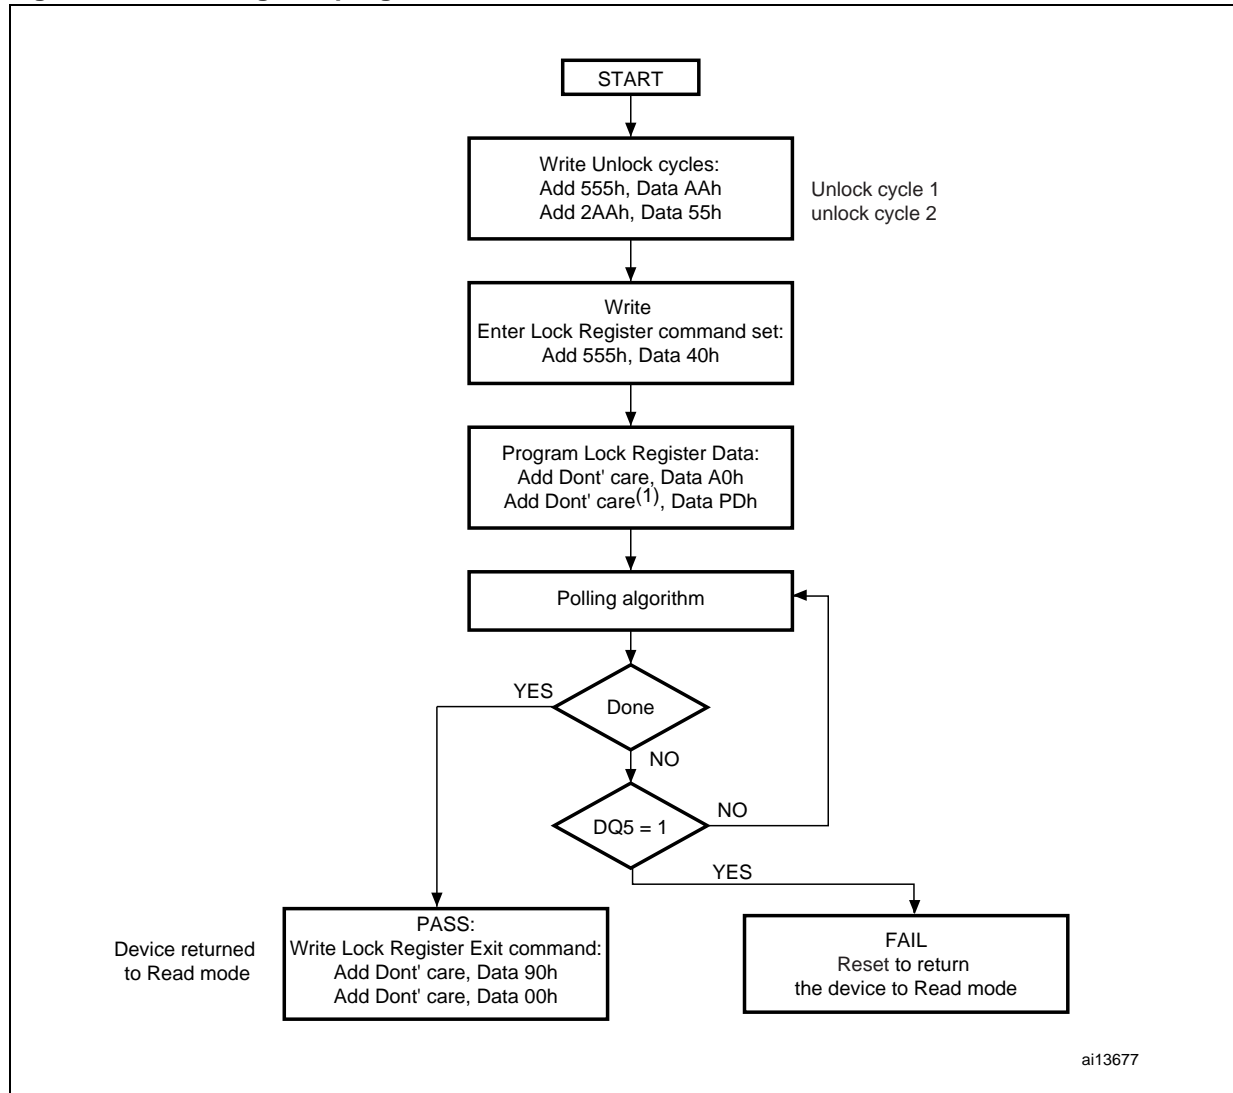 START
Write Unlock cycles:
Add 555h, Data AAh
Add 2AAh, Data 55h
Unlock cycle 1
unlock cycle 2
Write
Enter Lock Register command set:
Add 555h, Data 40h
Program Lock Register Data:
Add Dont' care, Data A0h
Add Dont' care(1), Data PDh
Polling algorithm
YES
Done
NO
DQ5 = 1
NO
YES
Device returned
to Read mode
PASS:
Write Lock Register Exit command:
Add Dont' care, Data 90h
Add Dont' care, Data 00h
FAIL
Reset to return
the device to Read mode
ai13677